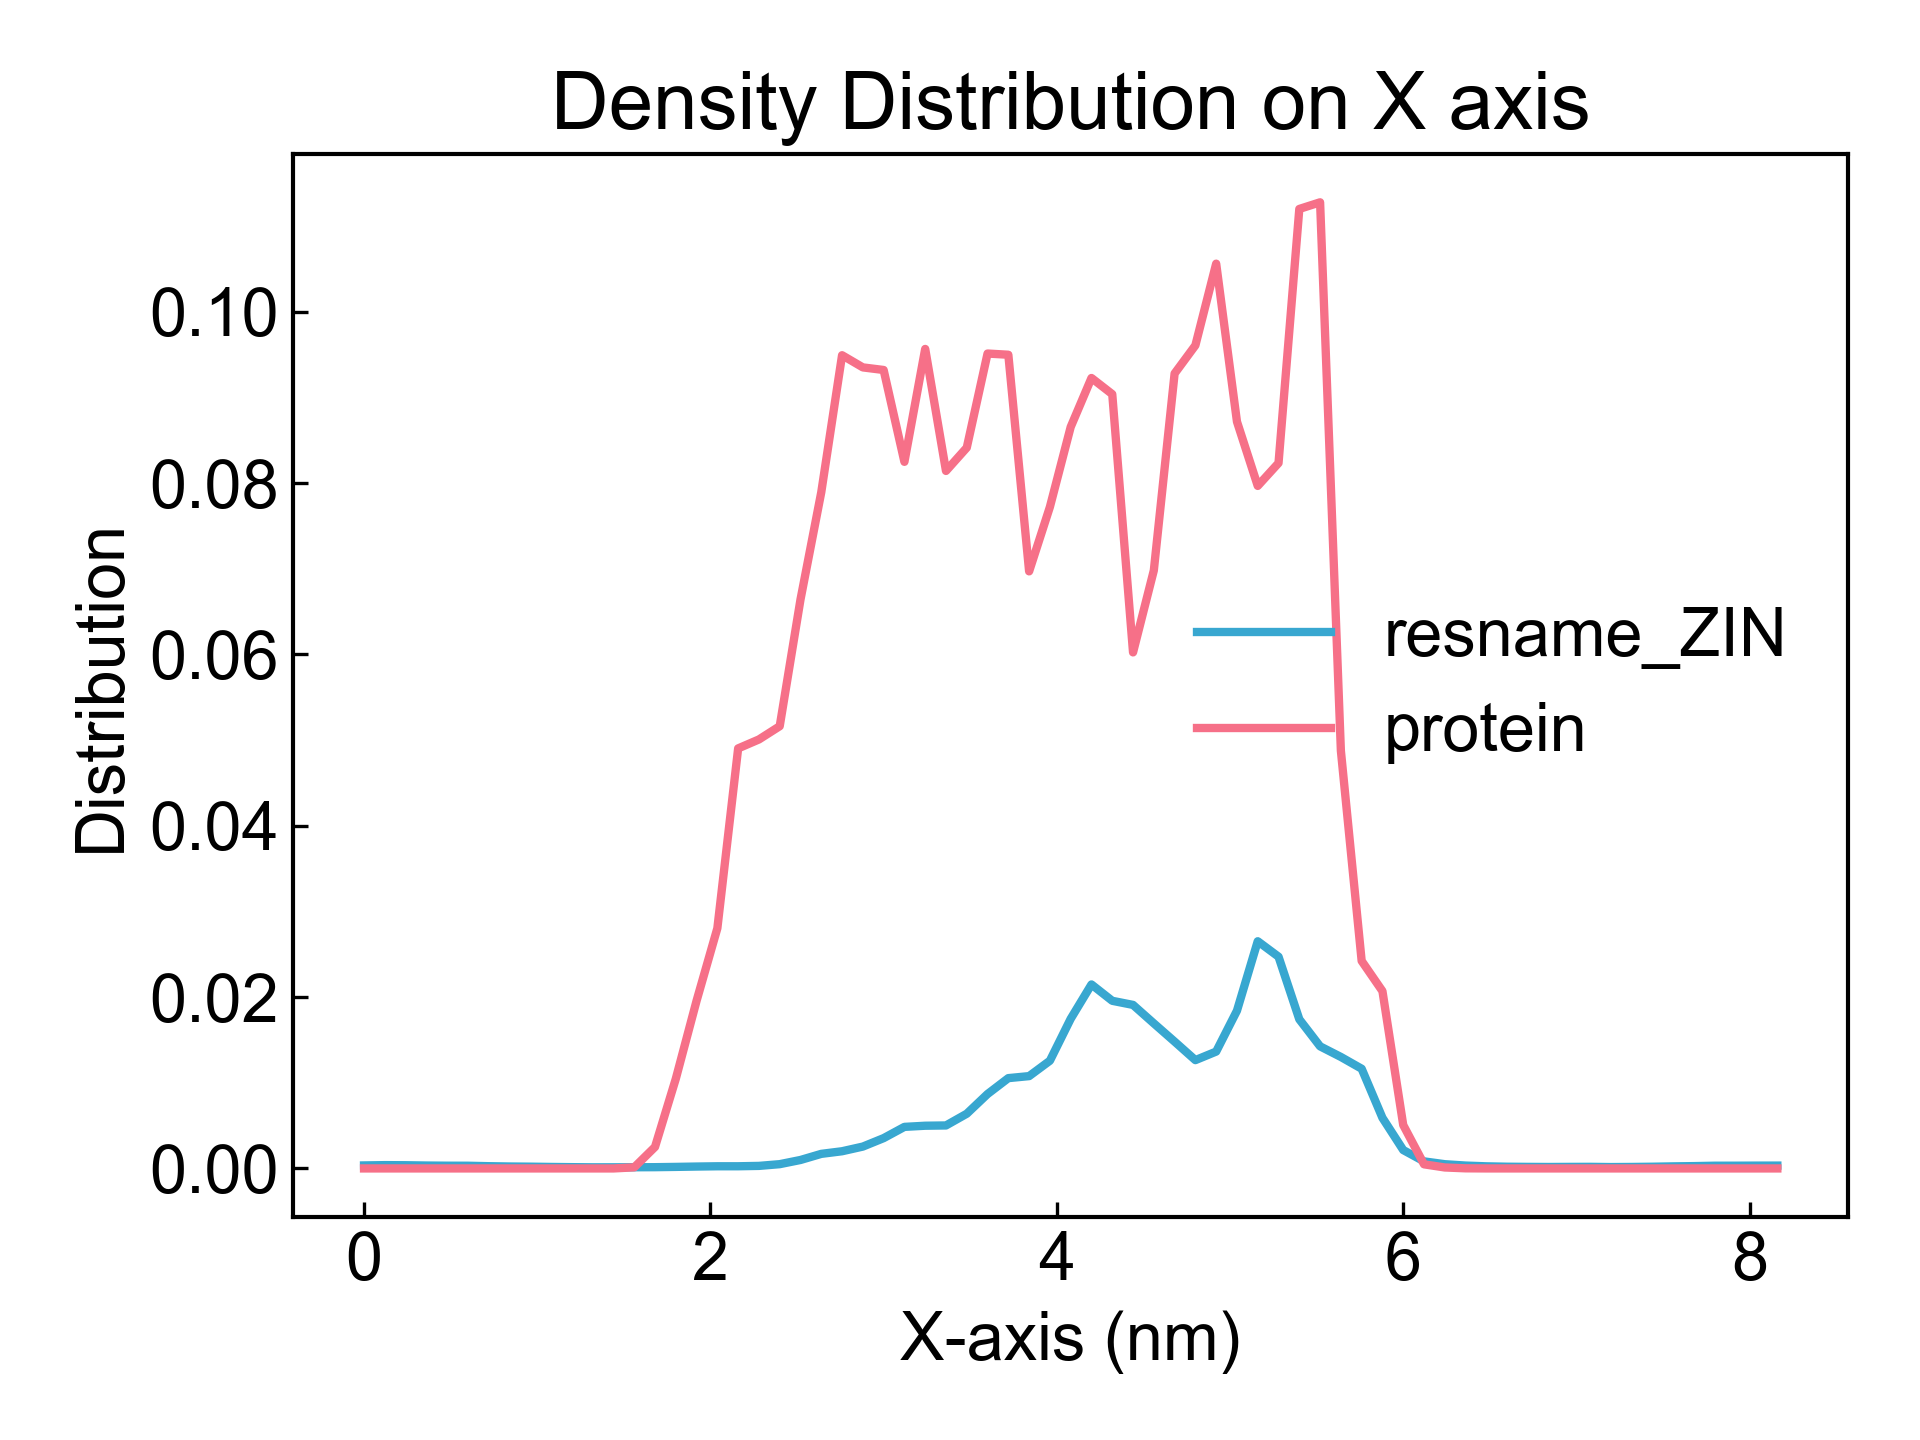 Density Distribution on X axis
0.10
0.08
0.06
0.04
0.02
0.00
Distribution
resname_ZIN
protein
0 2 4 6 8
X-axis (nm)